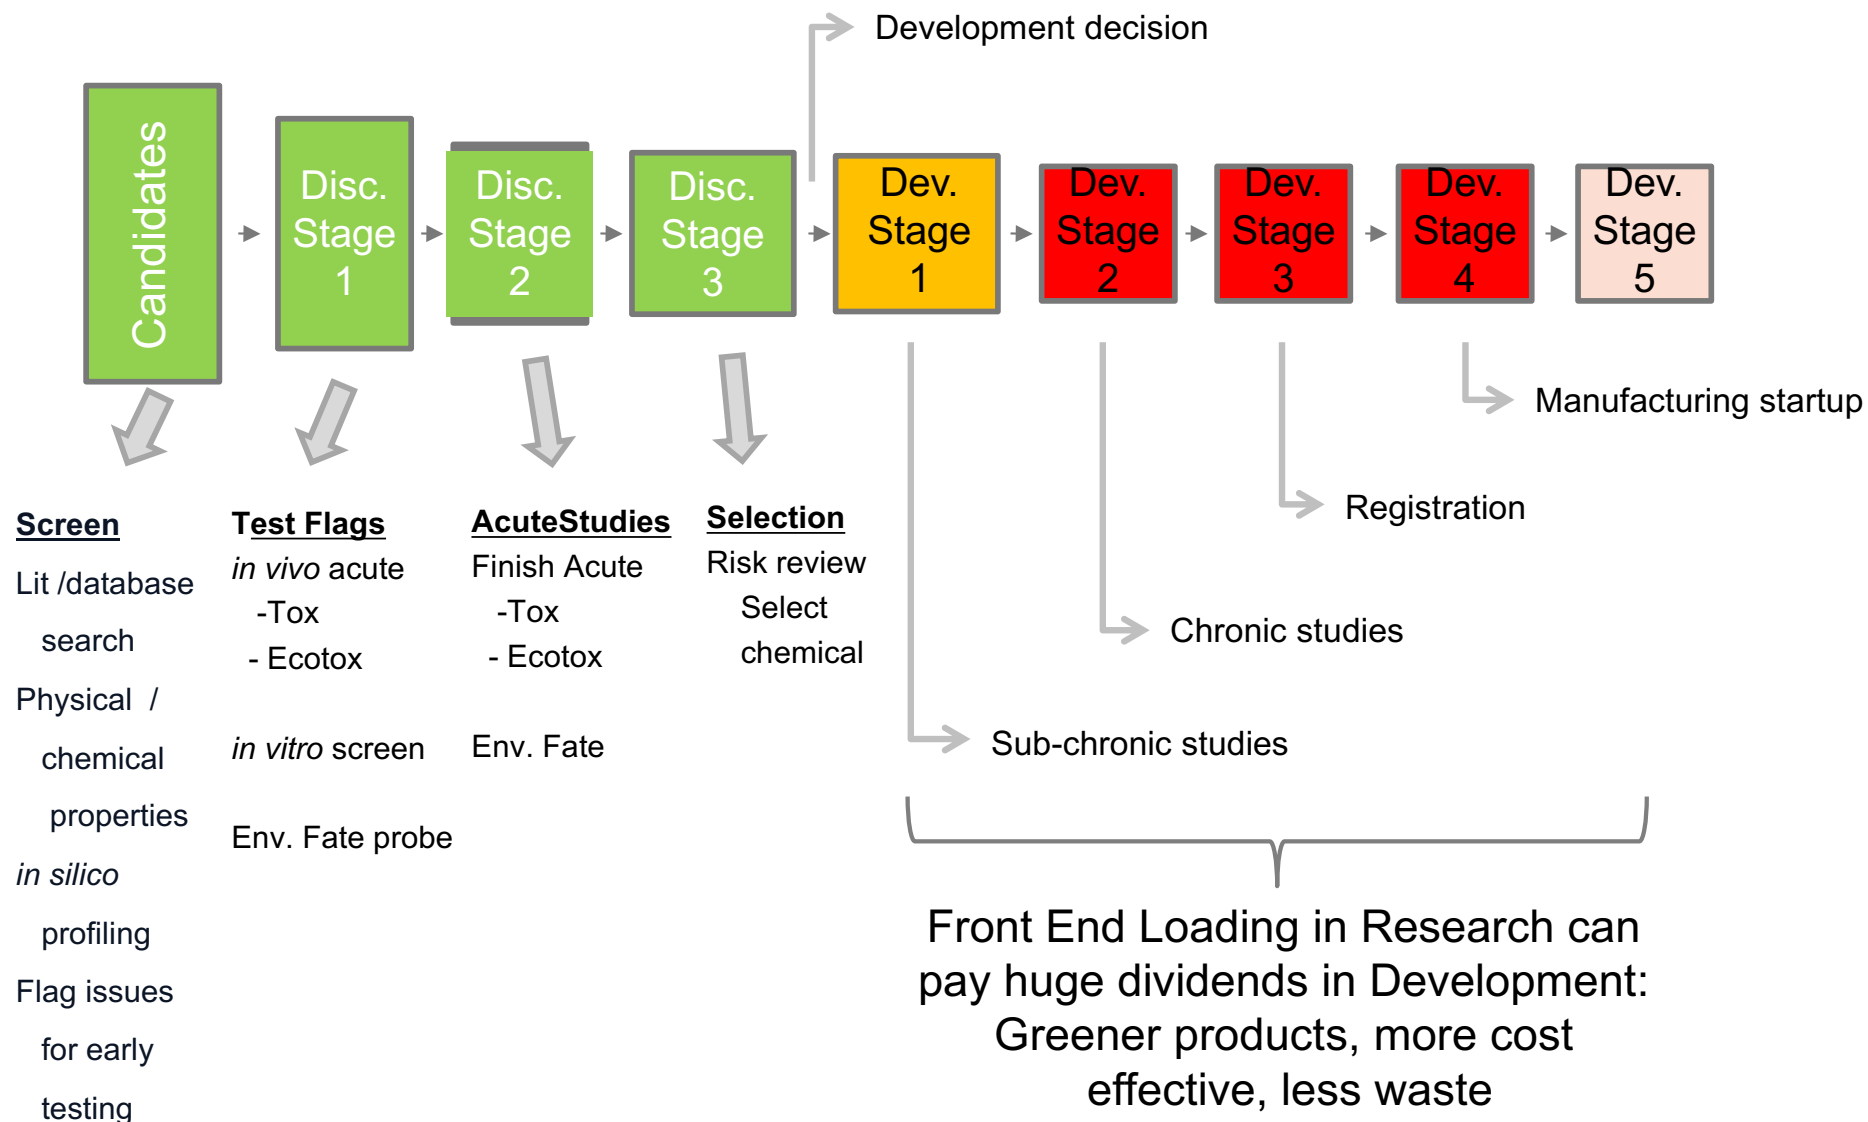 Development decision
Candidates
Disc.
Stage
1
Disc.
Stage
2
Disc.
Stage
3
Dev.
Stage
1
Dev.
Stage
2
Dev.
Stage
3
Dev.
Stage
4
Dev.
Stage
5
Screen
Lit /database
search
Physical /
chemical
properties
in silico
profiling
Flag issues
for early
testing
Test Flags
in vivo acute
-Tox
- Ecotox
in vitro screen
Env. Fate probe
AcuteStudies
Finish Acute
-Tox
- Ecotox
Env. Fate
Selection
Risk review
Select
chemical
Manufacturing startup
Registration
Chronic studies
Sub-chronic studies
Front End Loading in Research can
pay huge dividends in Development:
Greener products, more cost
effective, less waste